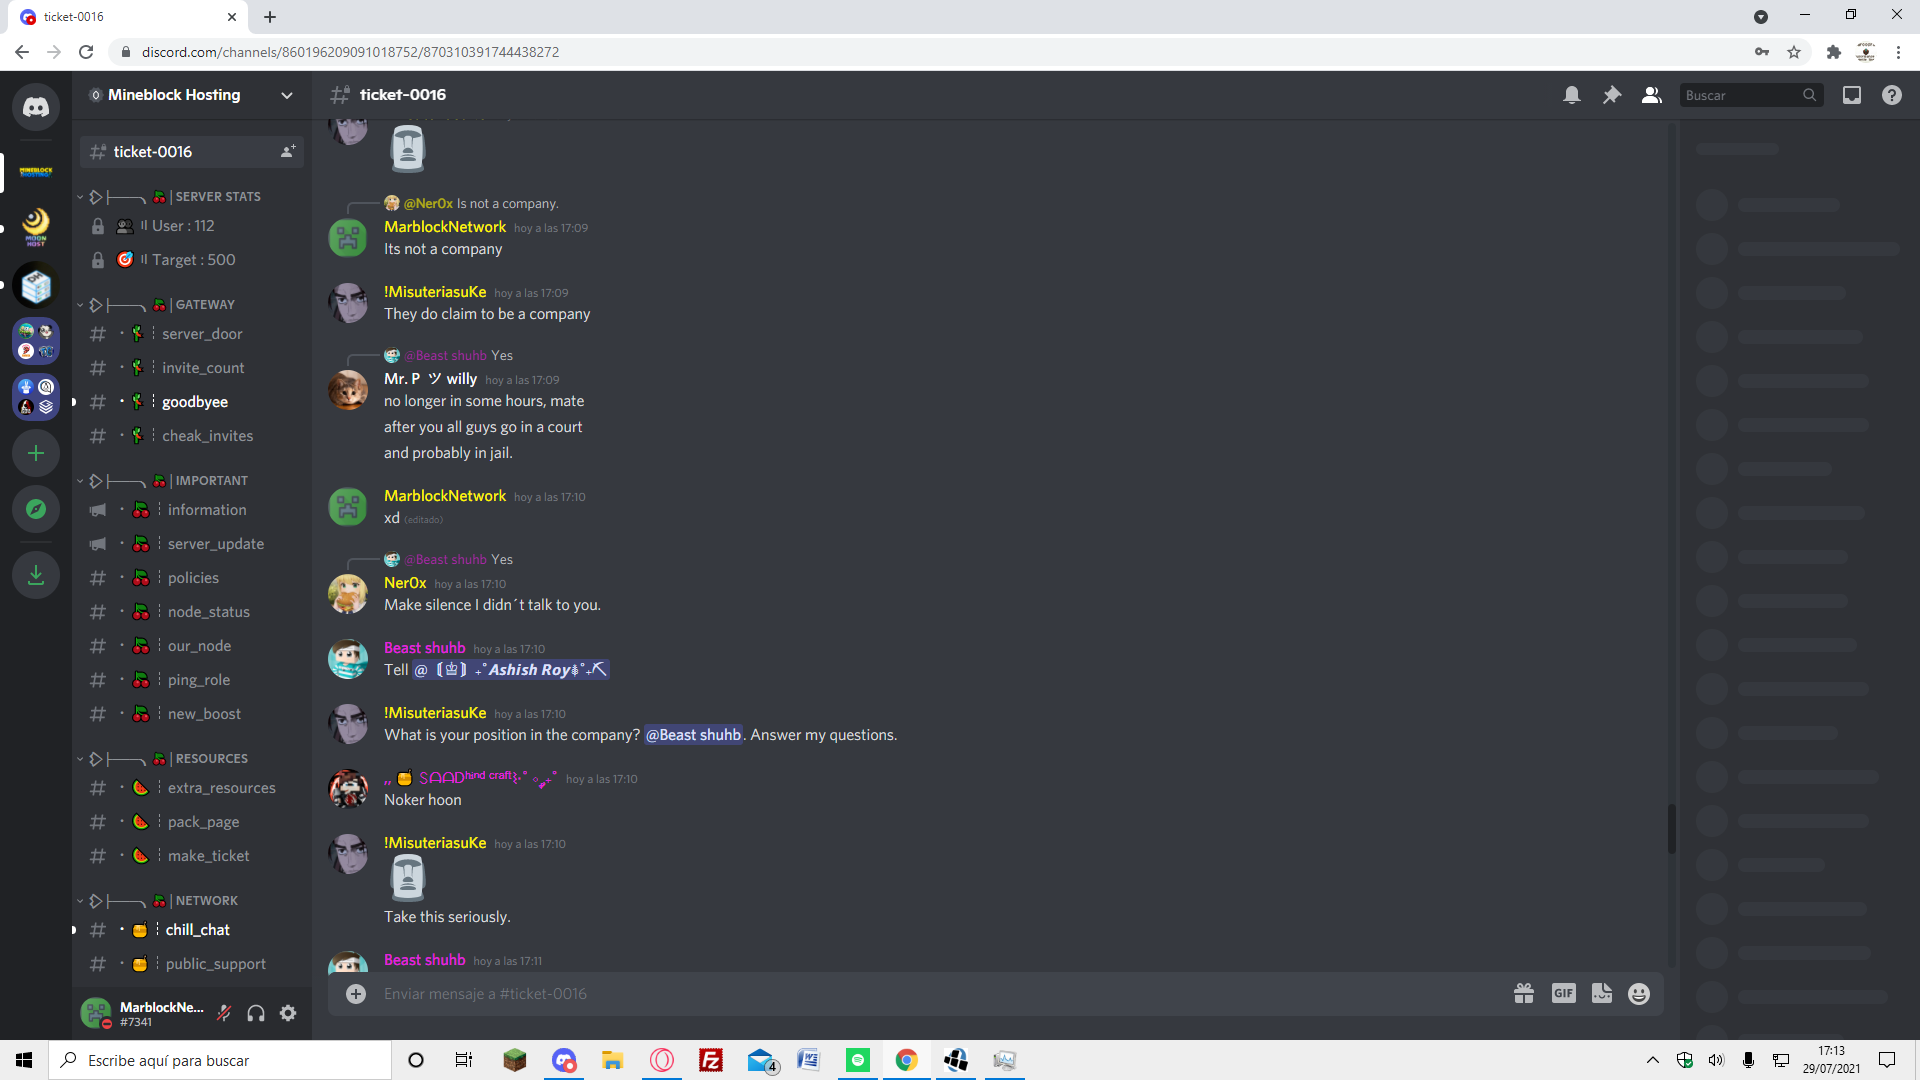 ticket-0016
discord.com/channels/860196209091018752/870310391744438272
Mineblock Hosting
ticket-0016
SERVER STATS
User : 112
Target : 500
GATEWAY
server_door
invite_count
goodbyee
cheak_invites
IMPORTANT
information
server_update
policies
node_status
our_node
ping_role
new_boost
RESOURCES
extra_resources
pack_page
make_ticket
NETWORK
chill_chat
public_support
MarblockNe...
#7341
MINEBLOCK
HOSTING
MOON
HOST
ticket-0016
Buscar
@Ner0x Is not a company.
MarblockNetwork hoy a las 17:09
Its not a company
!MisuteriasuKe hoy a las 17:09
They do claim to be a company
@Beast shuhb Yes
Mr. P ツ willy hoy a las 17:09
no longer in some hours, mate
after you all guys go in a court
and probably in jail.
MarblockNetwork hoy a las 17:10
xd (editado)
@Beast shuhb Yes
Ner0x hoy a las 17:10
Make silence I didn´t talk to you.
Beast shuhb hoy a las 17:10
Tell @ Ashish Roy
!MisuteriasuKe hoy a las 17:10
What is your position in the company? @Beast shuhb. Answer my questions.
SAAD hind craft hoy a las 17:10
Noker hoon
!MisuteriasuKe hoy a las 17:10
Take this seriously.
Beast shuhb hoy a las 17:11
Enviar mensaje a #ticket-0016
GIF
Escribe aquí para buscar
4
17:13
29/07/2021